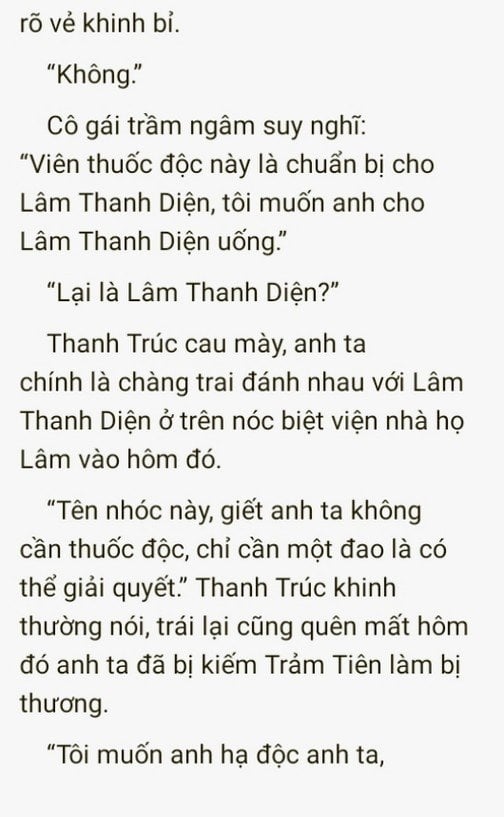 rõ vẻ khinh bỉ.
“Không.”
Cô gái trầm ngâm suy nghĩ:
“Viên thuốc độc này là chuẩn bị cho
Lâm Thanh Diện, tôi muốn anh cho
Lâm Thanh Diện uống.”
“Lại là Lâm Thanh Diện?”
Thanh Trúc cau mày, anh ta
chính là chàng trai đánh nhau với Lâm
Thanh Diện ở trên nóc biệt viện nhà họ
Lâm vào hôm đó.
“Tên nhóc này, giết anh ta không
cần thuốc độc, chỉ cần một đao là có
thể giải quyết.” Thanh Trúc khinh
thường nói, trái lại cũng quên mất hôm
đó anh ta đã bị kiếm Trảm Tiên làm bị
thương.
“Tôi muốn anh hạ độc anh ta,